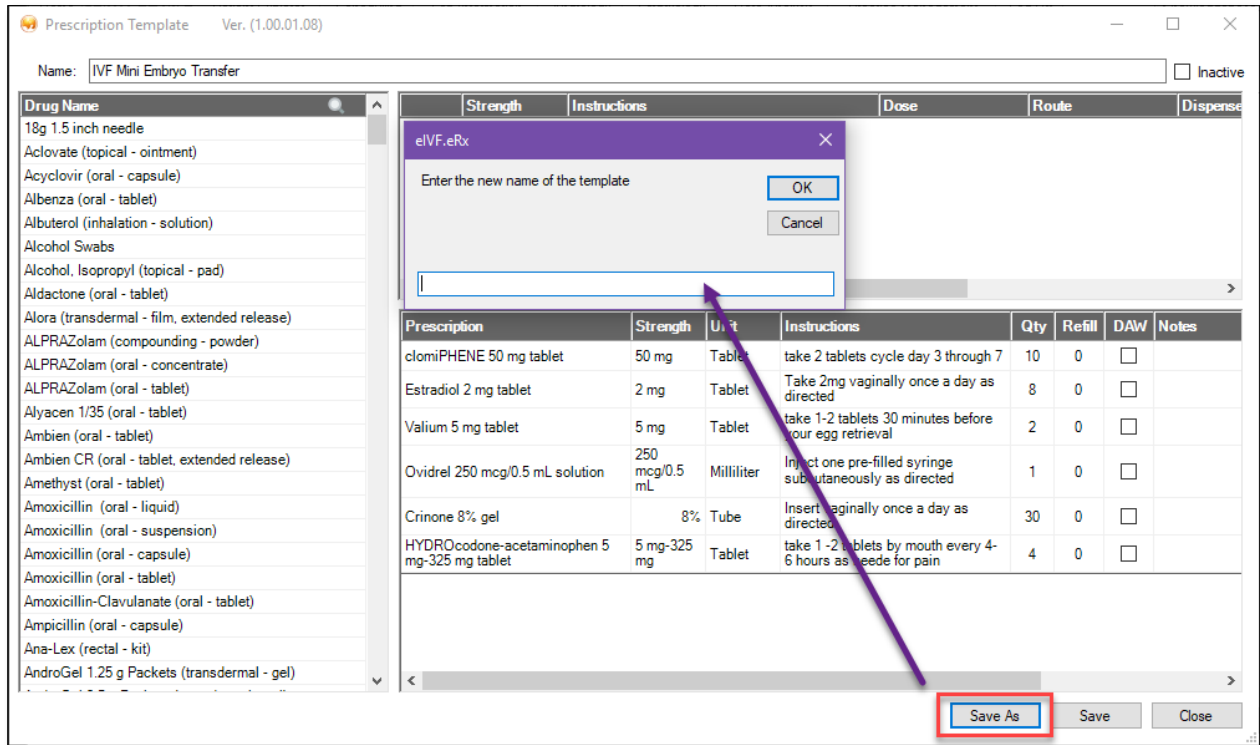 Prescription Template Ver. (1.00.01.08)
Name: IVF Mini Embryo Transfer Inactive
Drug Name
18g 1.5 inch needle
Aclovate (topical - ointment)
Acyclovir (oral - capsule)
Albenza (oral - tablet)
Albuterol (inhalation - solution)
Alcohol Swabs
Alcohol, Isopropyl (topical - pad)
Aldactone (oral - tablet)
Alora (transdermal - film, extended release)
ALPRAZolam (compounding - powder)
ALPRAZolam (oral - concentrate)
ALPRAZolam (oral - tablet)
Alyacen 1/35 (oral - tablet)
Ambien (oral - tablet)
Ambien CR (oral - tablet, extended release)
Amethyst (oral - tablet)
Amoxicillin (oral - liquid)
Amoxicillin (oral - suspension)
Amoxicillin (oral - capsule)
Amoxicillin (oral - tablet)
Amoxicillin-Clavulanate (oral - tablet)
Ampicillin (oral - capsule)
Ana-Lex (rectal - kit)
AndroGel 1.25 g Packets (transdermal - gel)
Strength Instructions Dose Route Dispense
eIVF.eRx
Enter the new name of the template
OK
Cancel
Prescription Strength Unit Instructions Qty Refill DAW Notes
clomiPHENE 50 mg tablet 50 mg Tablet take 2 tablets cycle day 3 through 7 10 0
Estradiol 2 mg tablet 2 mg Tablet Take 2mg vaginally once a day as
directed 8 0
Valium 5 mg tablet 5 mg Tablet take 1-2 tablets 30 minutes before
your egg retrieval 2 0
Ovidrel 250 mcg/0.5 mL solution 250
mcg/0.5
mL Milliliter Inject one pre-filled syringe
subcutaneously as directed 1 0
Crinone 8% gel 8% Tube Insert vaginally once a day as
directed 30 0
HYDROcodone-acetaminophen 5
mg-325 mg tablet 5 mg-325
mg Tablet take 1 -2 tablets by mouth every 4-
6 hours as neede for pain 4 0
Save As Save Close